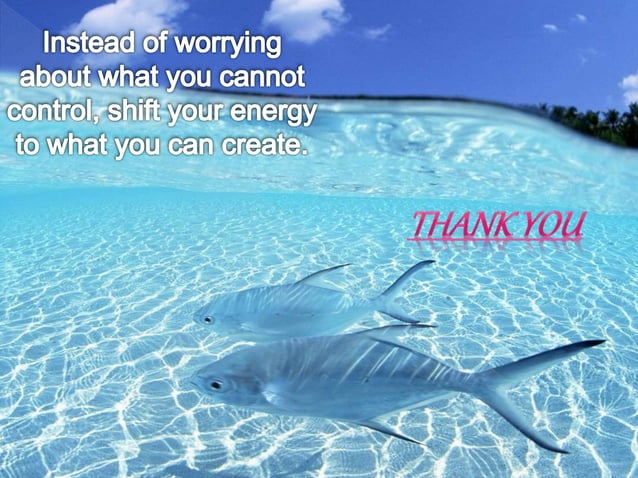 Instead of worrying
about what you cannot
control, shift your energy
to what you can create.
THANK YOU